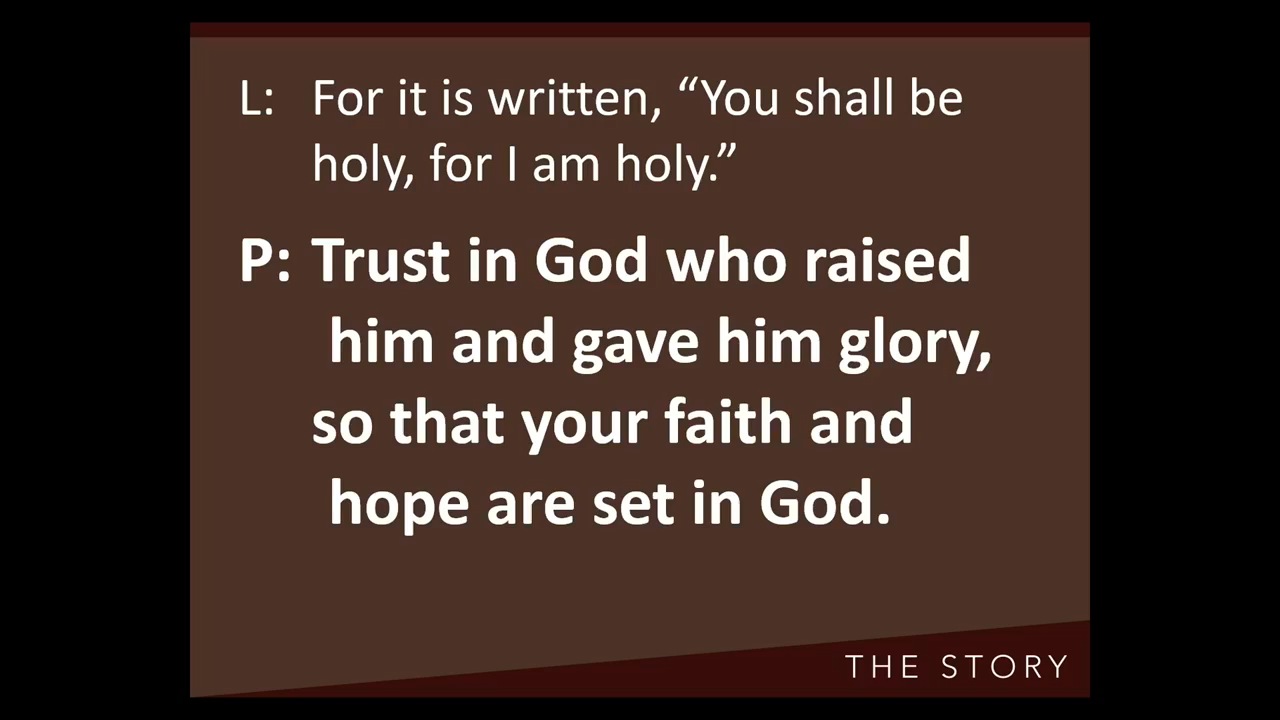 L: For it is written, “You shall be
holy, for I am holy.”
P: Trust in God who raised
him and gave him glory,
so that your faith and
hope are set in God.
THE STORY